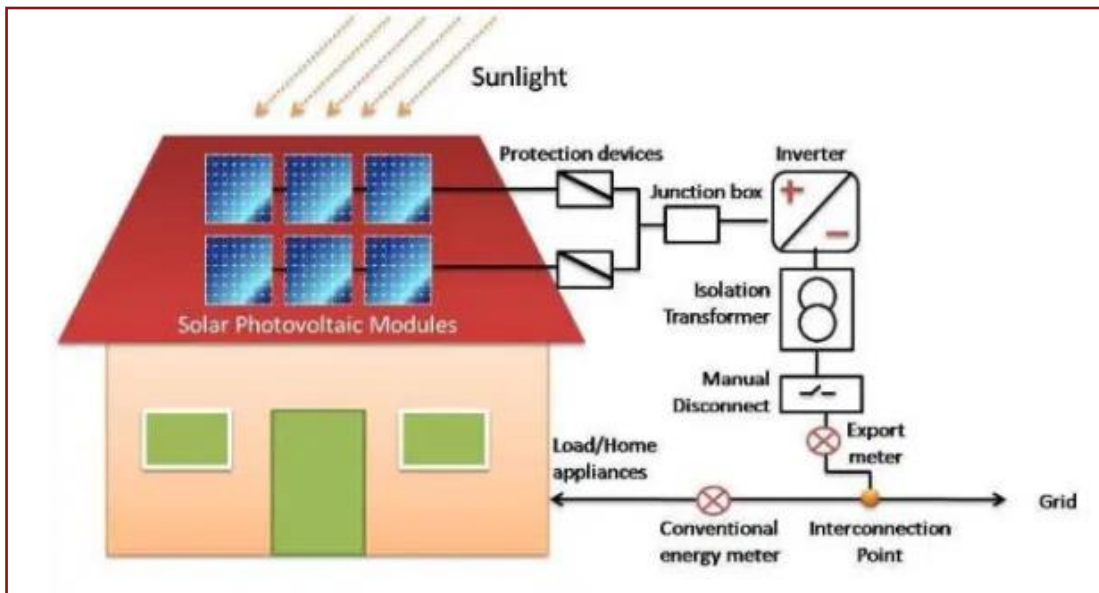 Sunlight
Protection devices
Inverter
Junction box
+
−
Solar Photovoltaic Modules
Isolation
Transformer
Manual
Disconnect
Export
meter
Load/Home
appliances
Grid
Conventional
energy meter
Interconnection
Point